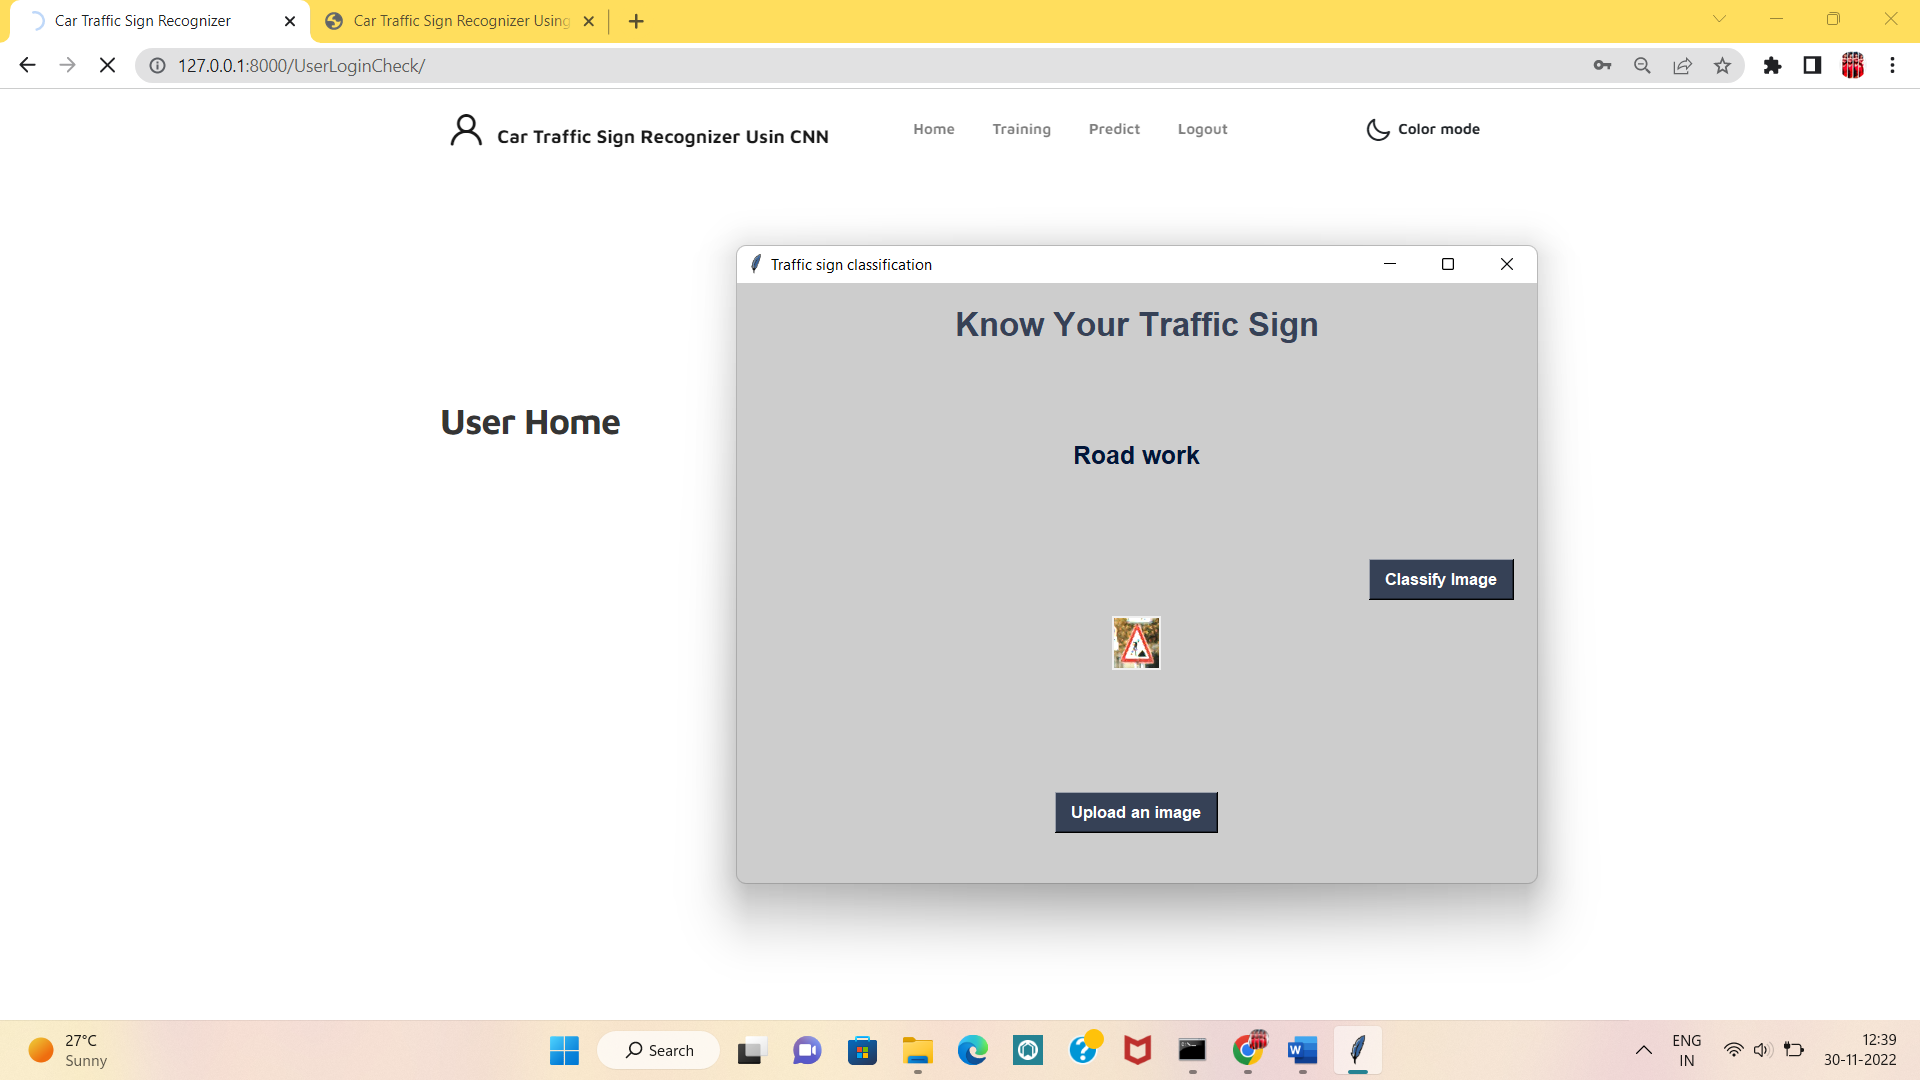 Car Traffic Sign Recognizer
Car Traffic Sign Recognizer Using
127.0.0.1:8000/UserLoginCheck/
Car Traffic Sign Recognizer Usin CNN
Home
Training
Predict
Logout
Color mode
Traffic sign classification
Know Your Traffic Sign
User Home
Road work
Classify Image
Upload an image
27°C
Sunny
Search
ENG
IN
12:39
30-11-2022